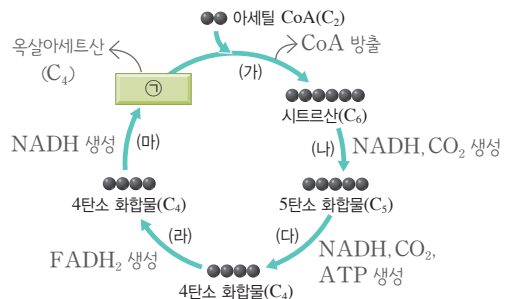 아세틸 CoA(C₂)
옥살아세트산
(C₄)
CoA 방출
(가)
㉠
시트르산(C₆)
NADH 생성
(마)
(나)
NADH, CO₂ 생성
4탄소 화합물(C₄)
5탄소 화합물(C₅)
(라)
(다)
FADH₂ 생성
NADH, CO₂,
ATP 생성
4탄소 화합물(C₄)